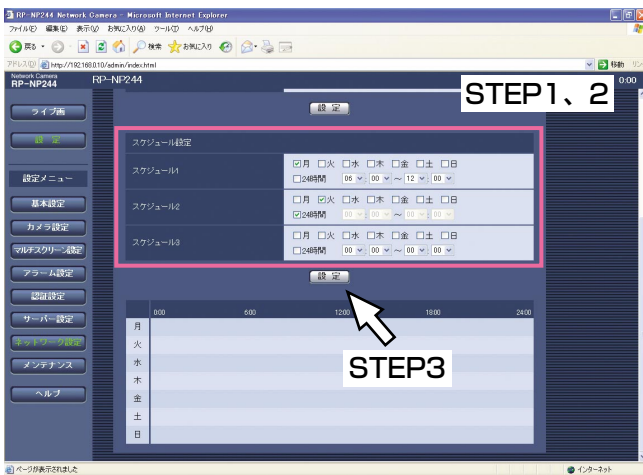 RP-NP244 Network Camera - Microsoft Internet Explorer
ファイル(F) 編集(E) 表示(V) お気に入り(A) ツール(T) ヘルプ(H)
戻る 検索 お気に入り
アドレス(D) http://192.168.0.10/admin/index.html 移動
Network Camera
RP-NP244
RP-NP244
0:00
STEP1、2
ライブ画
設定
設定メニュー
基本設定
カメラ設定
マルチスクリーン設定
アラーム設定
認証設定
サーバー設定
ネットワーク設定
メンテナンス
ヘルプ
設定
スケジュール設定
スケジュール1 月 火 水 木 金 土 日
24時間 06 : 00 ～ 12 : 00
スケジュール2 月 火 水 木 金 土 日
24時間 00 : 00 ～ 00 : 00
スケジュール3 月 火 水 木 金 土 日
24時間 00 : 00 ～ 00 : 00
設定
STEP3
0:00 6:00 12:00 18:00 24:00
月
火
水
木
金
土
日
ページが表示されました
インターネット